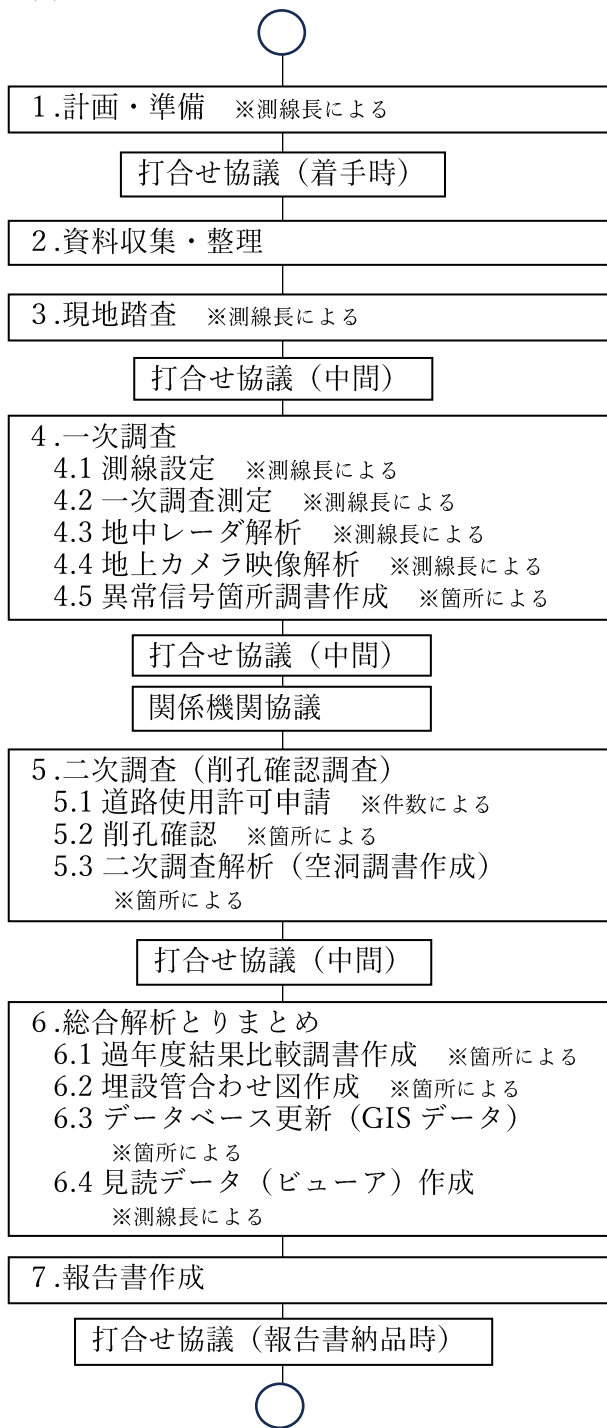 1.計画・準備　※測線長による
打合せ協議（着手時）
2.資料収集・整理
3.現地踏査　※測線長による
打合せ協議（中間）
4.一次調査
4.1 測線設定　※測線長による
4.2 一次調査測定　※測線長による
4.3 地中レーダ解析　※測線長による
4.4 地上カメラ映像解析　※測線長による
4.5 異常信号箇所調書作成　※箇所による
打合せ協議（中間）
関係機関協議
5.二次調査（削孔確認調査）
5.1 道路使用許可申請　※件数による
5.2 削孔確認　※箇所による
5.3 二次調査解析（空洞調書作成）
※箇所による
打合せ協議（中間）
6.総合解析とりまとめ
6.1 過年度結果比較調書作成　※箇所による
6.2 埋設管合わせ図作成　※箇所による
6.3 データベース更新（GIS データ）
※箇所による
6.4 見読データ（ビューア）作成
※測線長による
7.報告書作成
打合せ協議（報告書納品時）